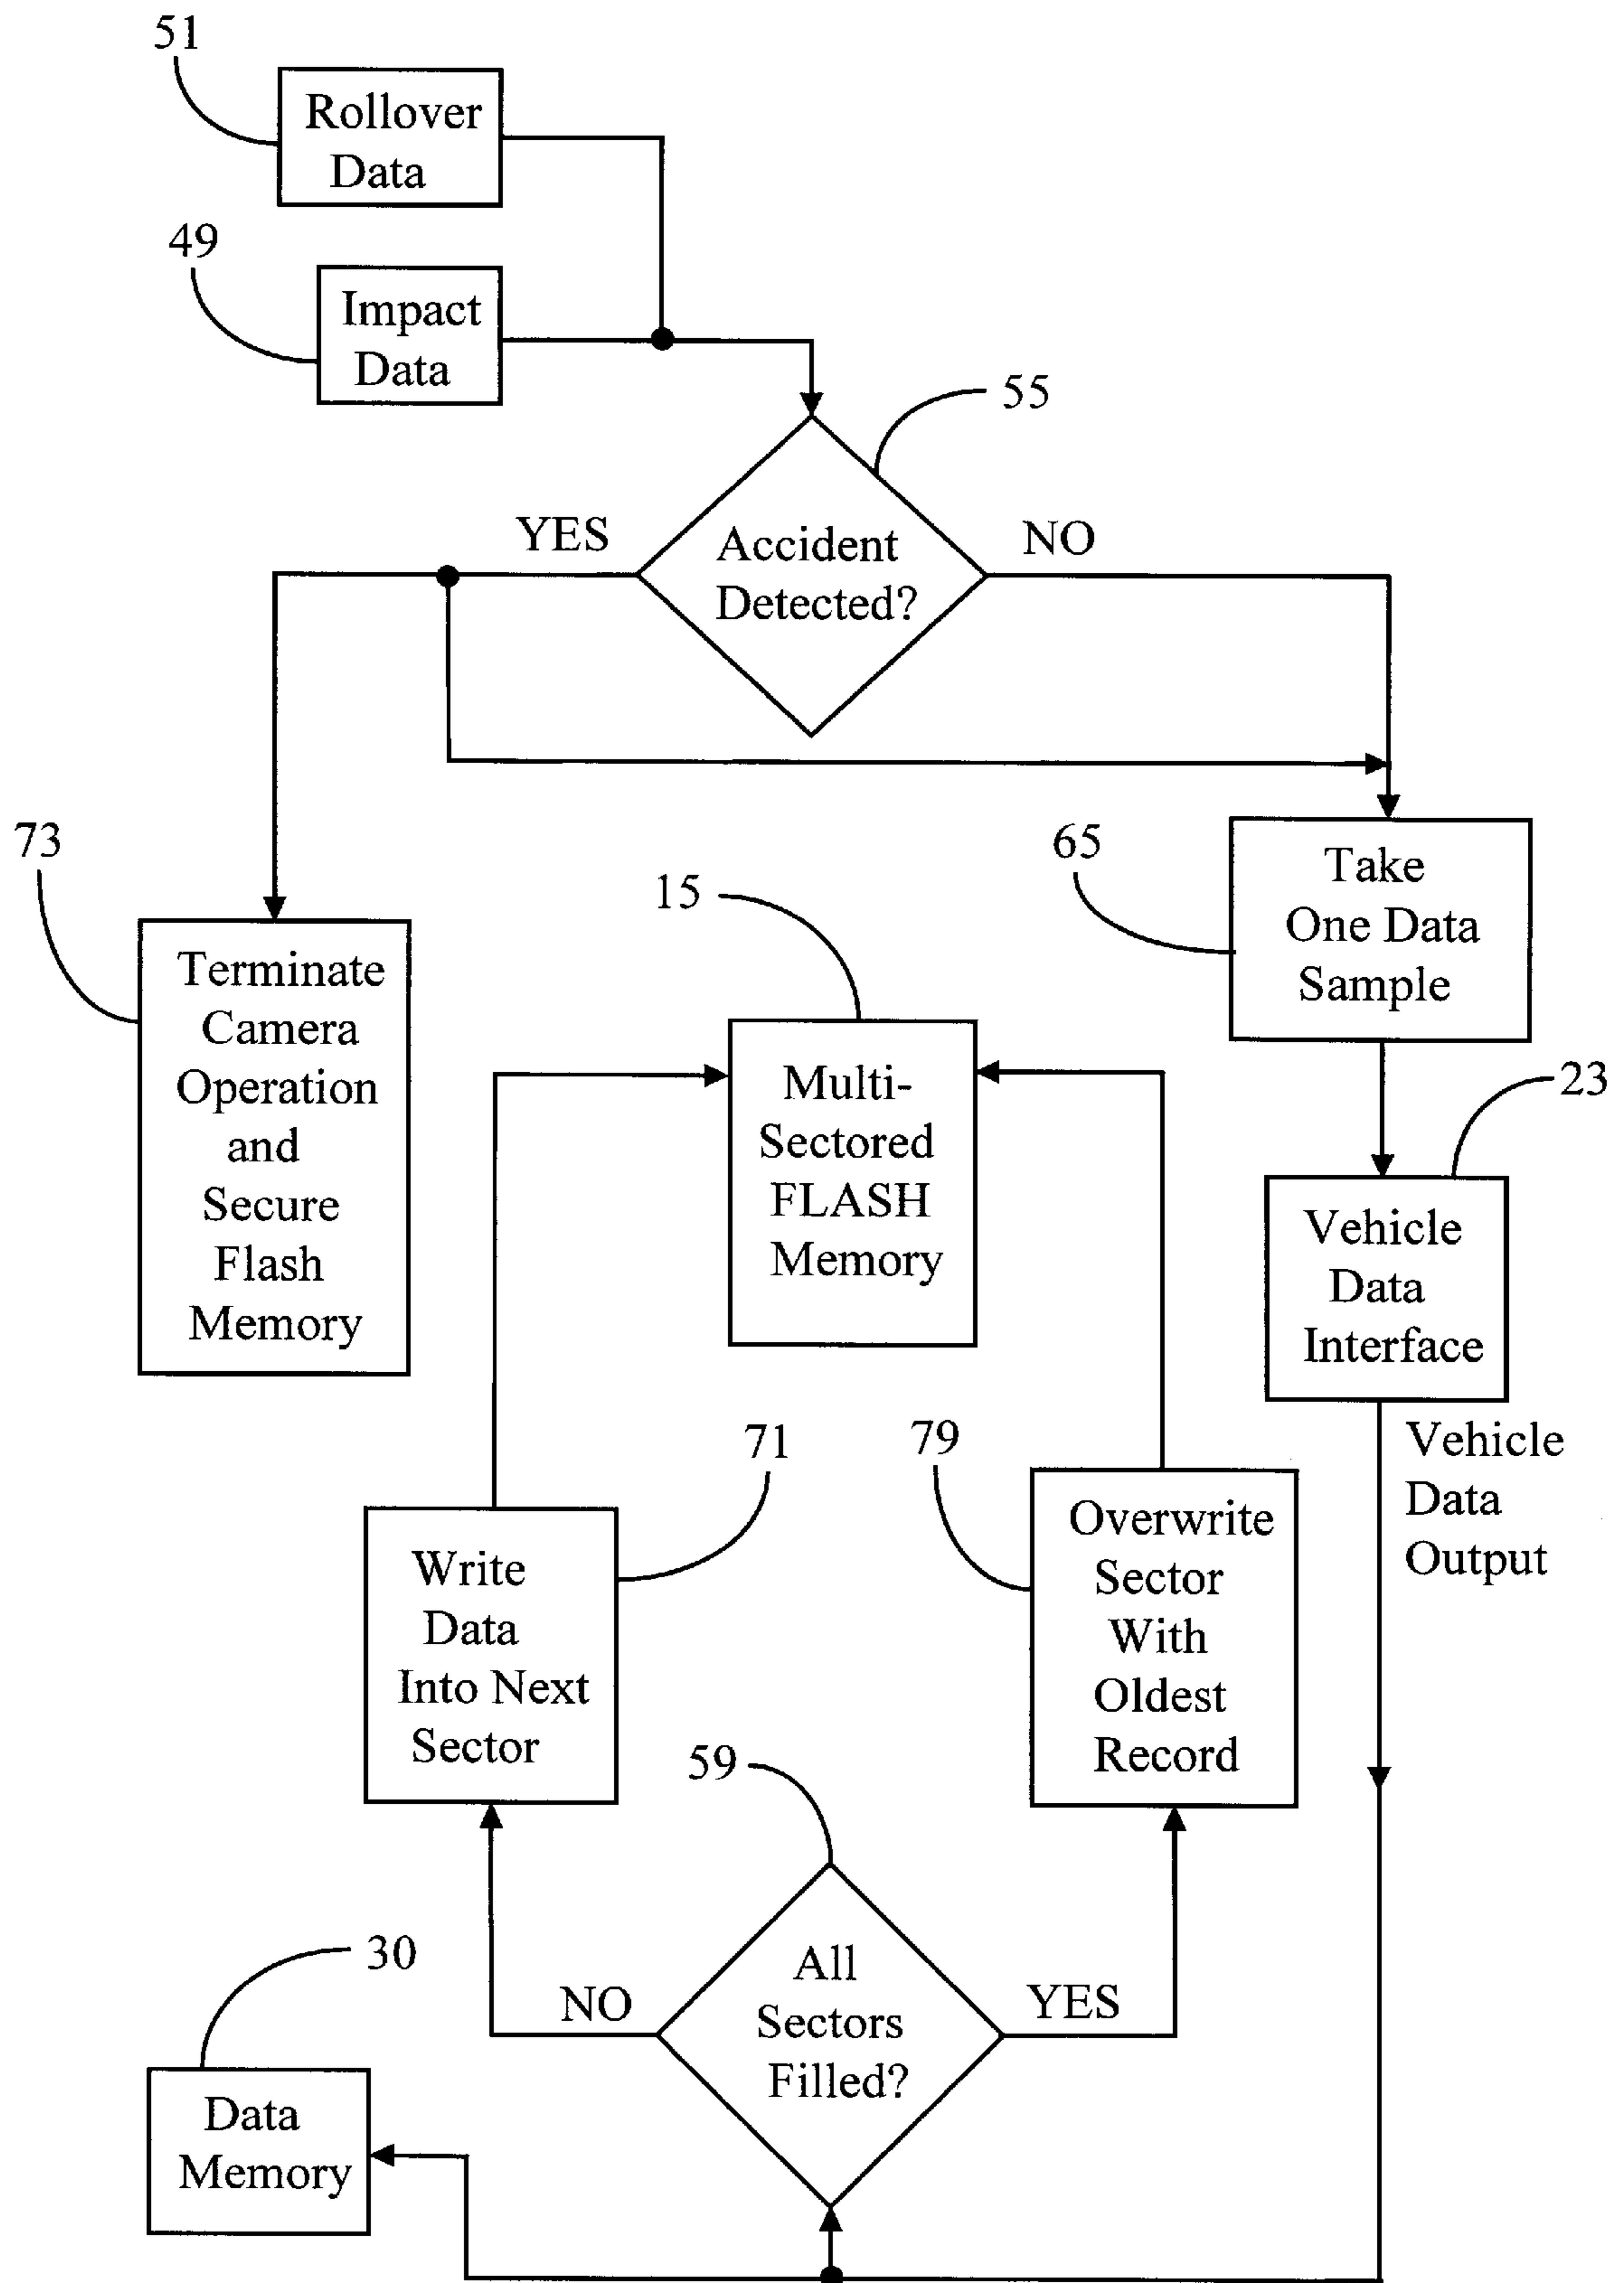 51
Rollover
Data
49
Impact
Data
55
YES
Accident
Detected?
NO
73
Terminate
Camera
Operation
and
Secure
Flash
Memory
15
Multi-
Sectored
FLASH
Memory
65
Take
One Data
Sample
23
Vehicle
Data
Interface
Vehicle
Data
Output
71
Write
Data
Into Next
Sector
79
Overwrite
Sector
With
Oldest
Record
59
All
Sectors
Filled?
NO
YES
30
Data
Memory